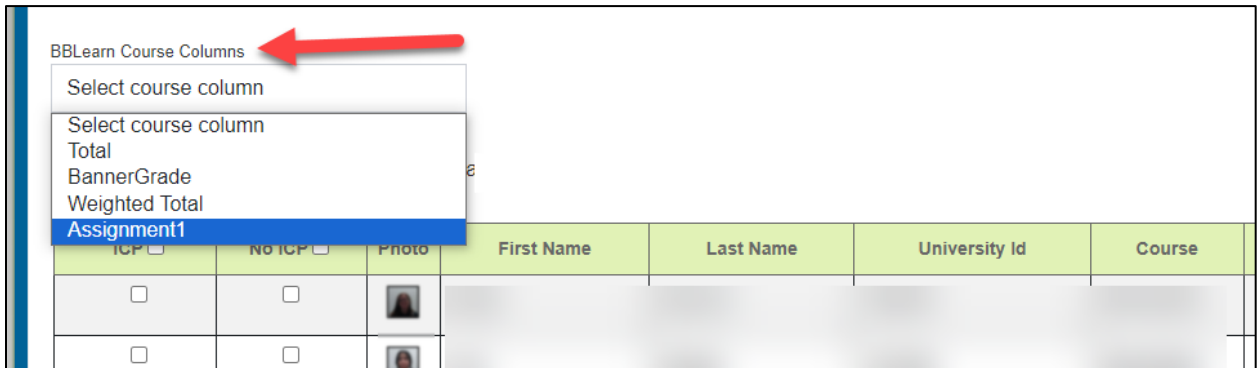 BBLearn Course Columns
Select course column
Select course column
Total
BannerGrade
Weighted Total
Assignment1
ICP No ICP Photo First Name Last Name University Id Course